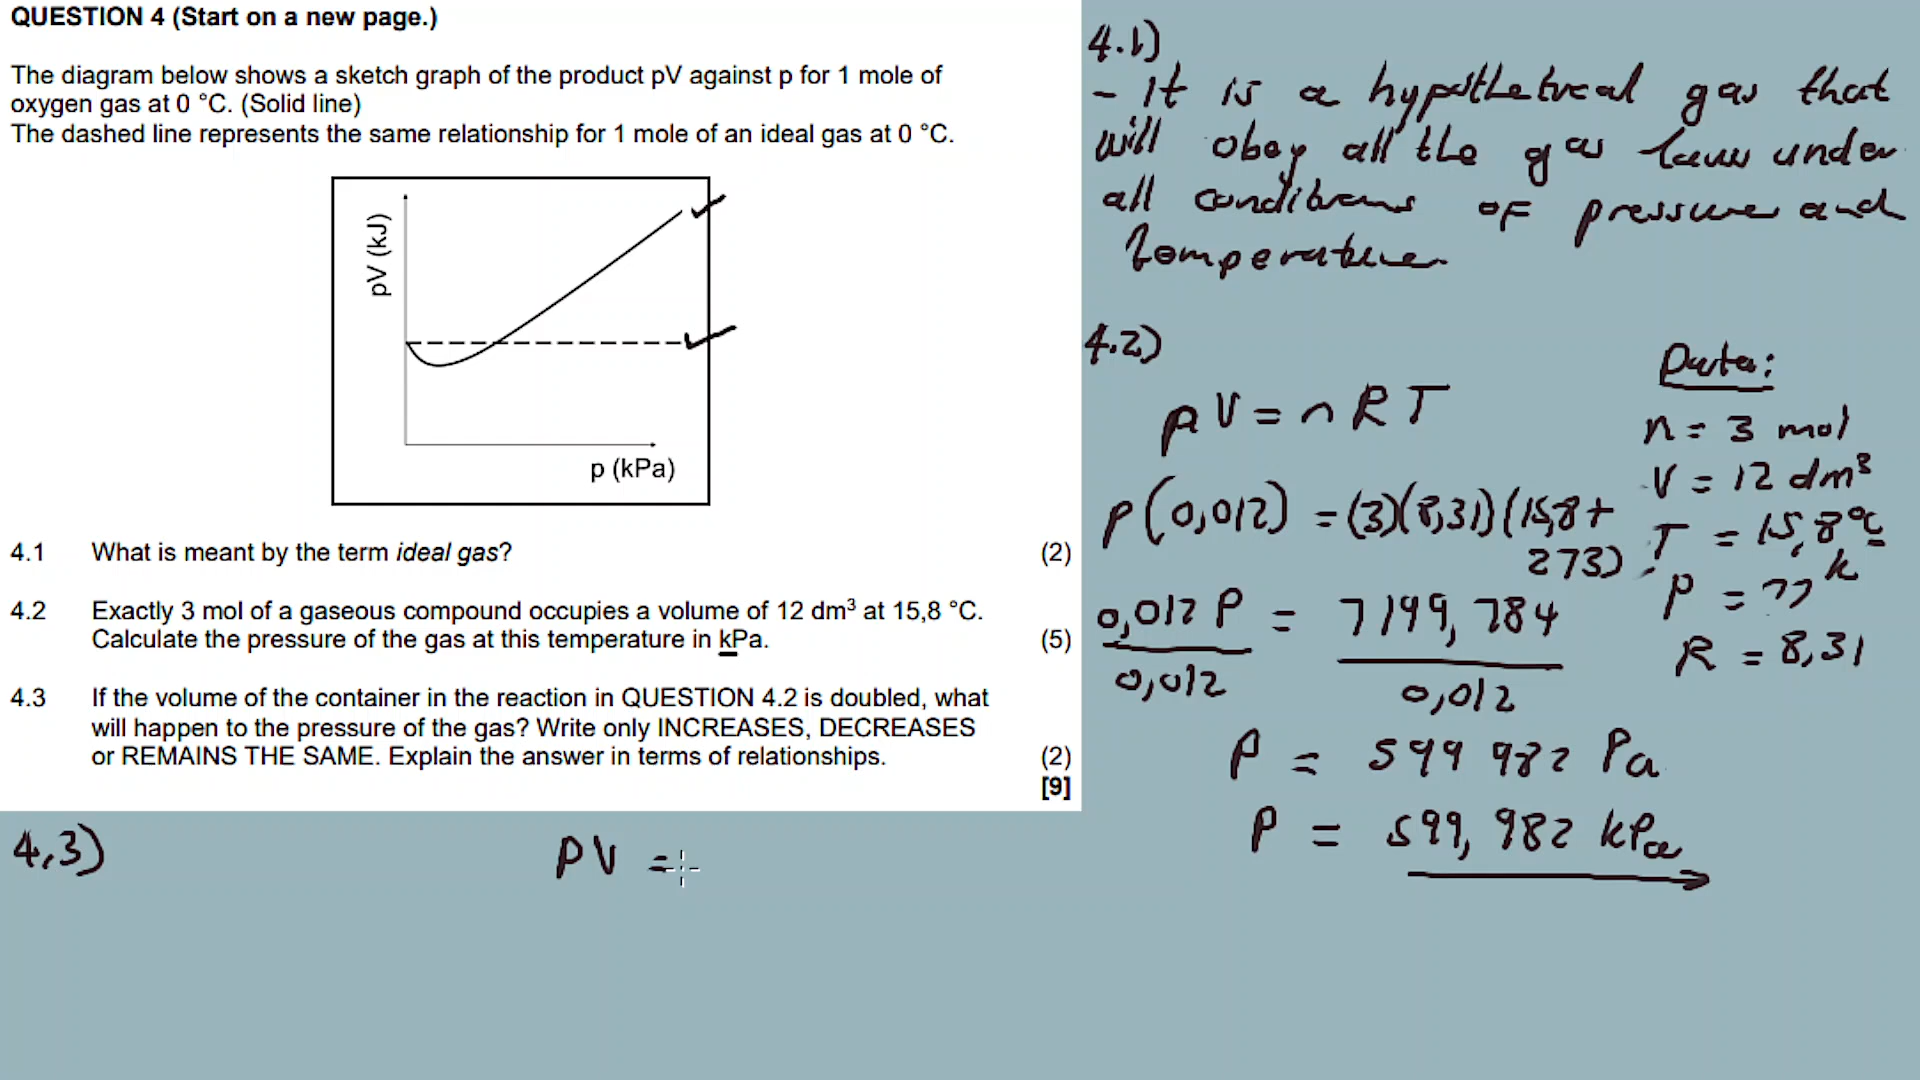 QUESTION 4 (Start on a new page.)
The diagram below shows a sketch graph of the product pV against p for 1 mole of
oxygen gas at 0 °C. (Solid line)
The dashed line represents the same relationship for 1 mole of an ideal gas at 0 °C.
pV (kJ)
p (kPa)
4.1 What is meant by the term ideal gas? (2)
4.2 Exactly 3 mol of a gaseous compound occupies a volume of 12 dm³ at 15,8 °C.
Calculate the pressure of the gas at this temperature in kPa. (5)
4.3 If the volume of the container in the reaction in QUESTION 4.2 is doubled, what
will happen to the pressure of the gas? Write only INCREASES, DECREASES
or REMAINS THE SAME. Explain the answer in terms of relationships. (2)
[9]
4.1)
- It is a hypothetical gas that
will obey all the gas laws under
all conditions of pressure and
temperature
4.2)
pV = nRT
P(0,012) = (3)(8,31)(15,8+
273)
0,012 P = 7199,784
0,012 0,012
P = 599 982 Pa
P = 599,982 kPa
Data:
n = 3 mol
V = 12 dm³
T = 15,8°C
K
P = ??
R = 8,31
4,3)
PV =